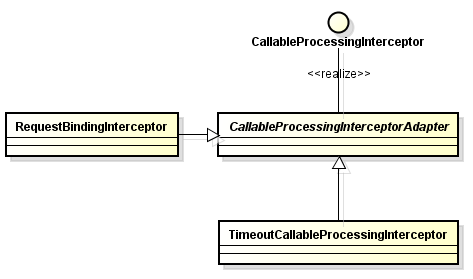 CallableProcessingInterceptor
<<realize>>
RequestBindingInterceptor
CallableProcessingInterceptorAdapter
TimeoutCallableProcessingInterceptor